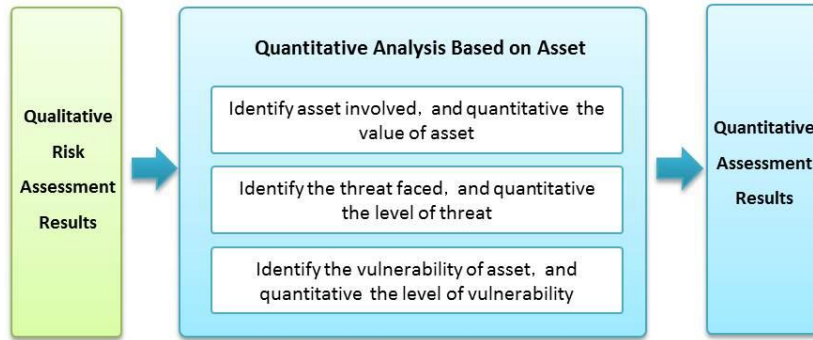 Qualitative
Risk
Assessment
Results
Quantitative Analysis Based on Asset
Identify asset involved, and quantitative the
value of asset
Identify the threat faced, and quantitative
the level of threat
Identify the vulnerability of asset, and
quantitative the level of vulnerability
Quantitative
Assessment
Results